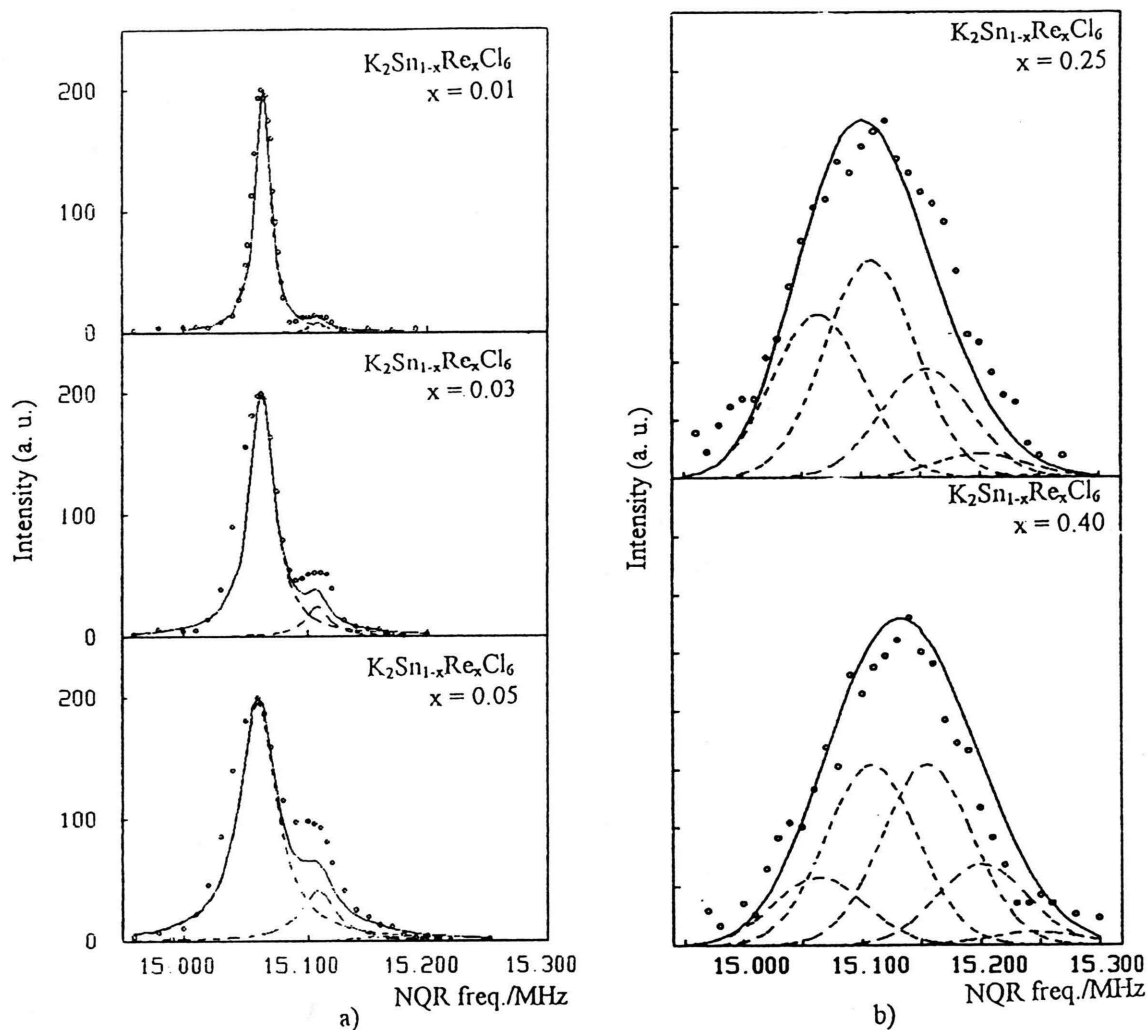 K₂Sn₁₋ₓReₓCl₆
x = 0.01
200
100
0
K₂Sn₁₋ₓReₓCl₆
x = 0.03
200
100
0
K₂Sn₁₋ₓReₓCl₆
x = 0.05
200
100
0
Intensity (a. u.)
15.000 15.100 15.200 15.300
NQR freq./MHz
a)
K₂Sn₁₋ₓReₓCl₆
x = 0.25
K₂Sn₁₋ₓReₓCl₆
x = 0.40
Intensity (a. u.)
15.000 15.100 15.200 15.300
NQR freq./MHz
b)